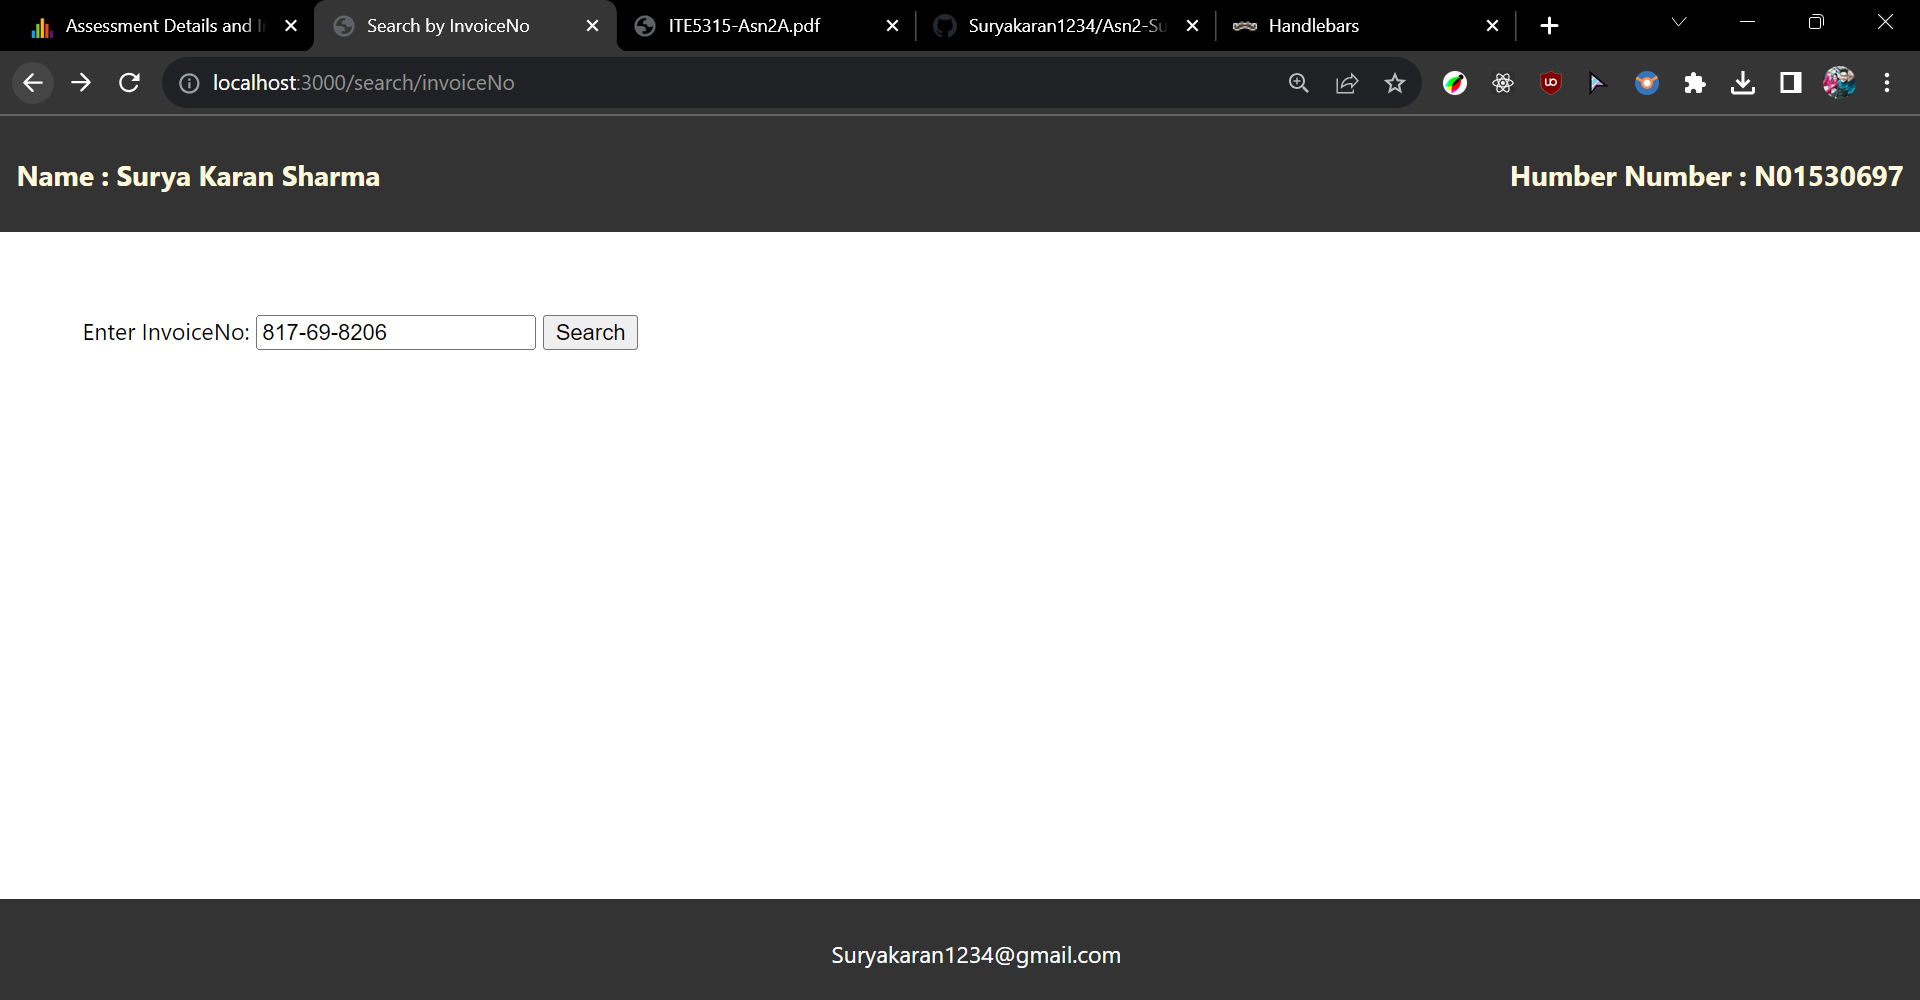 Assessment Details and
Search by InvoiceNo
ITE5315-Asn2A.pdf
Suryakaran1234/Asn2-Su
Handlebars
localhost:3000/search/invoiceNo
Name : Surya Karan Sharma
Humber Number : N01530697
Enter InvoiceNo: 817-69-8206 Search
Suryakaran1234@gmail.com